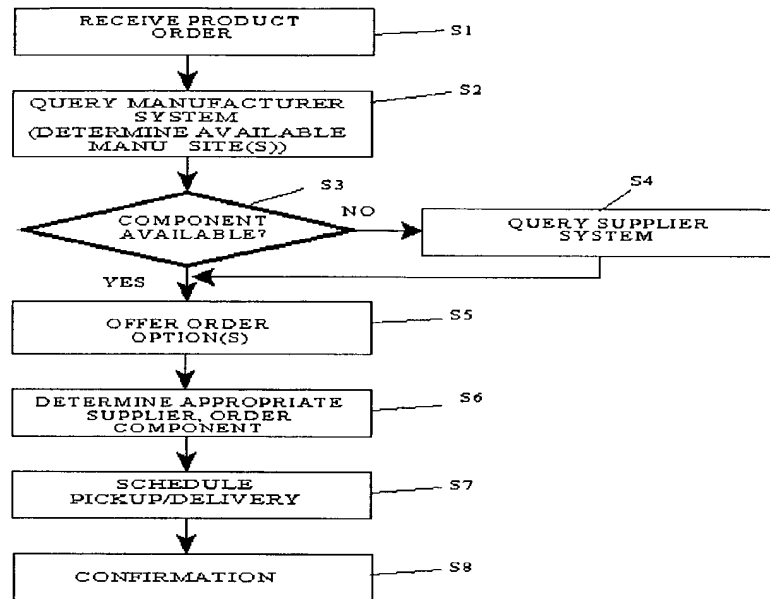 RECEIVE PRODUCT
ORDER
S1
QUERY MANUFACTURER
SYSTEM
(DETERMINE AVAILABLE
MANU SITE(S))
S2
S3
COMPONENT
AVAILABLE?
NO
S4
QUERY SUPPLIER
SYSTEM
YES
OFFER ORDER
OPTION(S)
S5
DETERMINE APPROPRIATE
SUPPLIER, ORDER
COMPONENT
S6
SCHEDULE
PICKUP/DELIVERY
S7
CONFIRMATION
S8